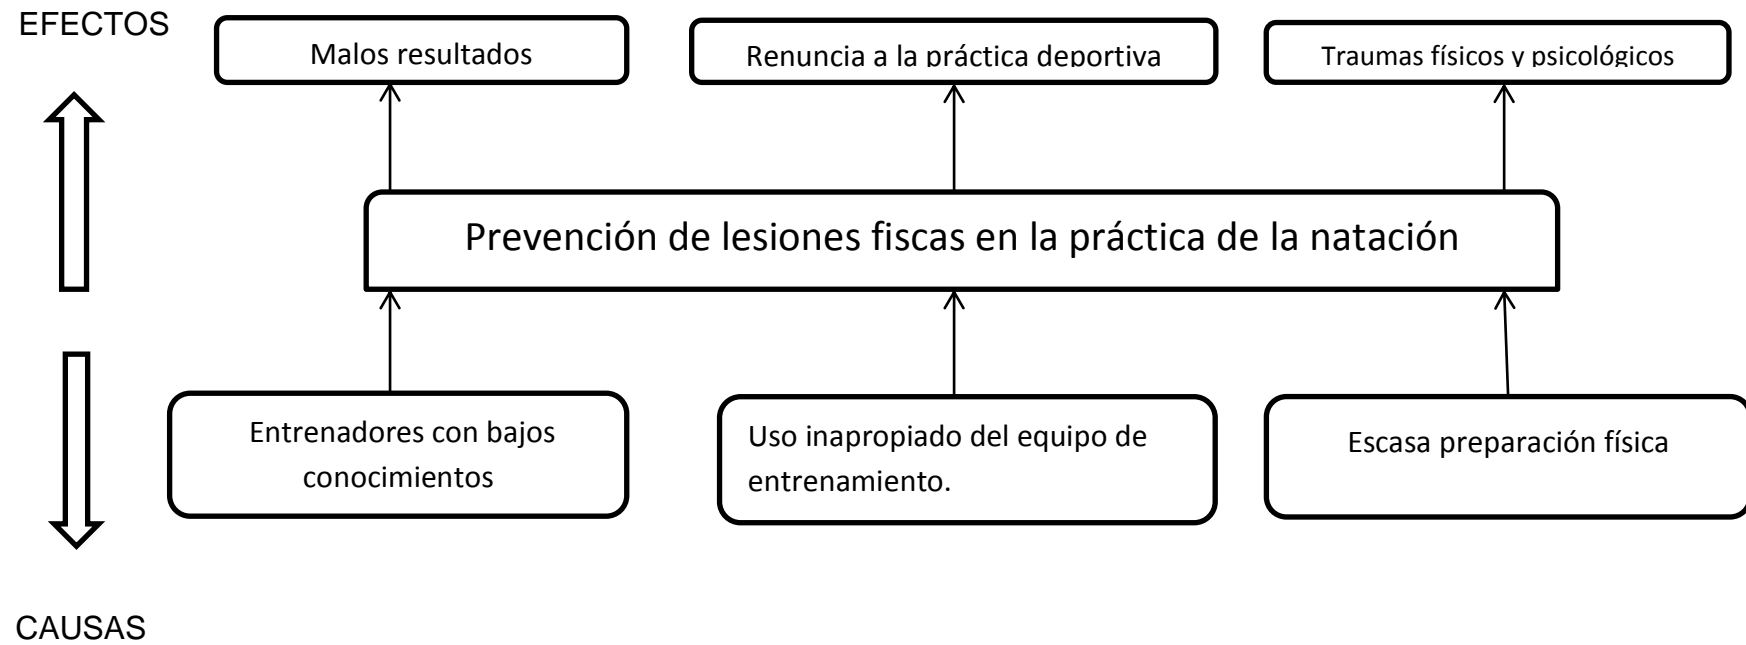 EFECTOS
Malos resultados
Renuncia a la práctica deportiva
Traumas físicos y psicológicos
Prevención de lesiones fiscas en la práctica de la natación
Entrenadores con bajos
conocimientos
Uso inapropiado del equipo de
entrenamiento.
Escasa preparación física
CAUSAS